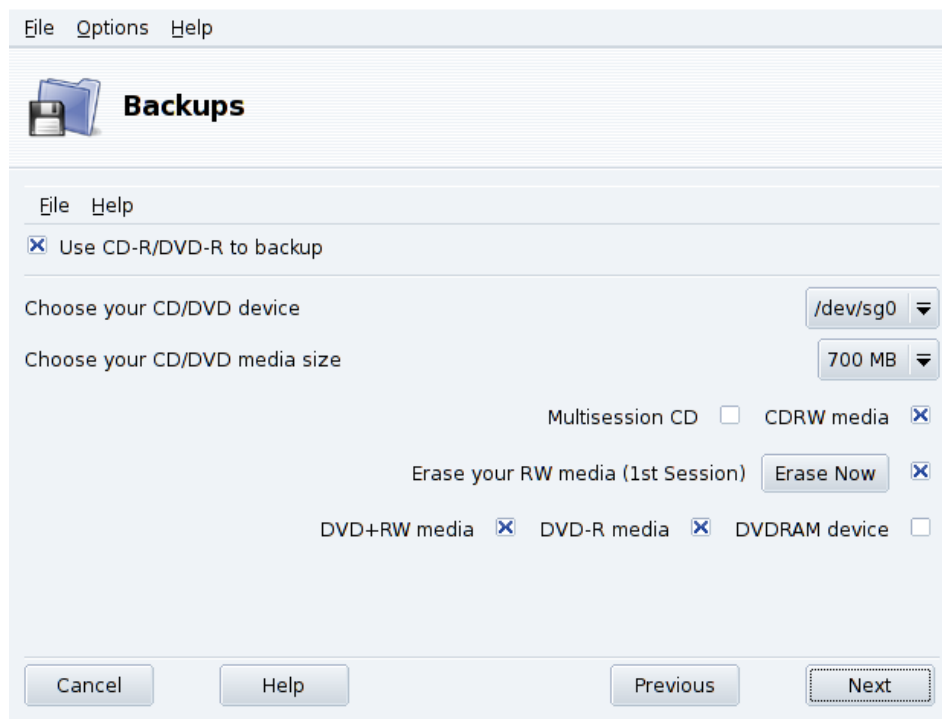 File Options Help
Backups
File Help
Use CD-R/DVD-R to backup
Choose your CD/DVD device /dev/sg0
Choose your CD/DVD media size 700 MB
Multisession CD CDRW media
Erase your RW media (1st Session) Erase Now
DVD+RW media DVD-R media DVDRAM device
Cancel Help Previous Next